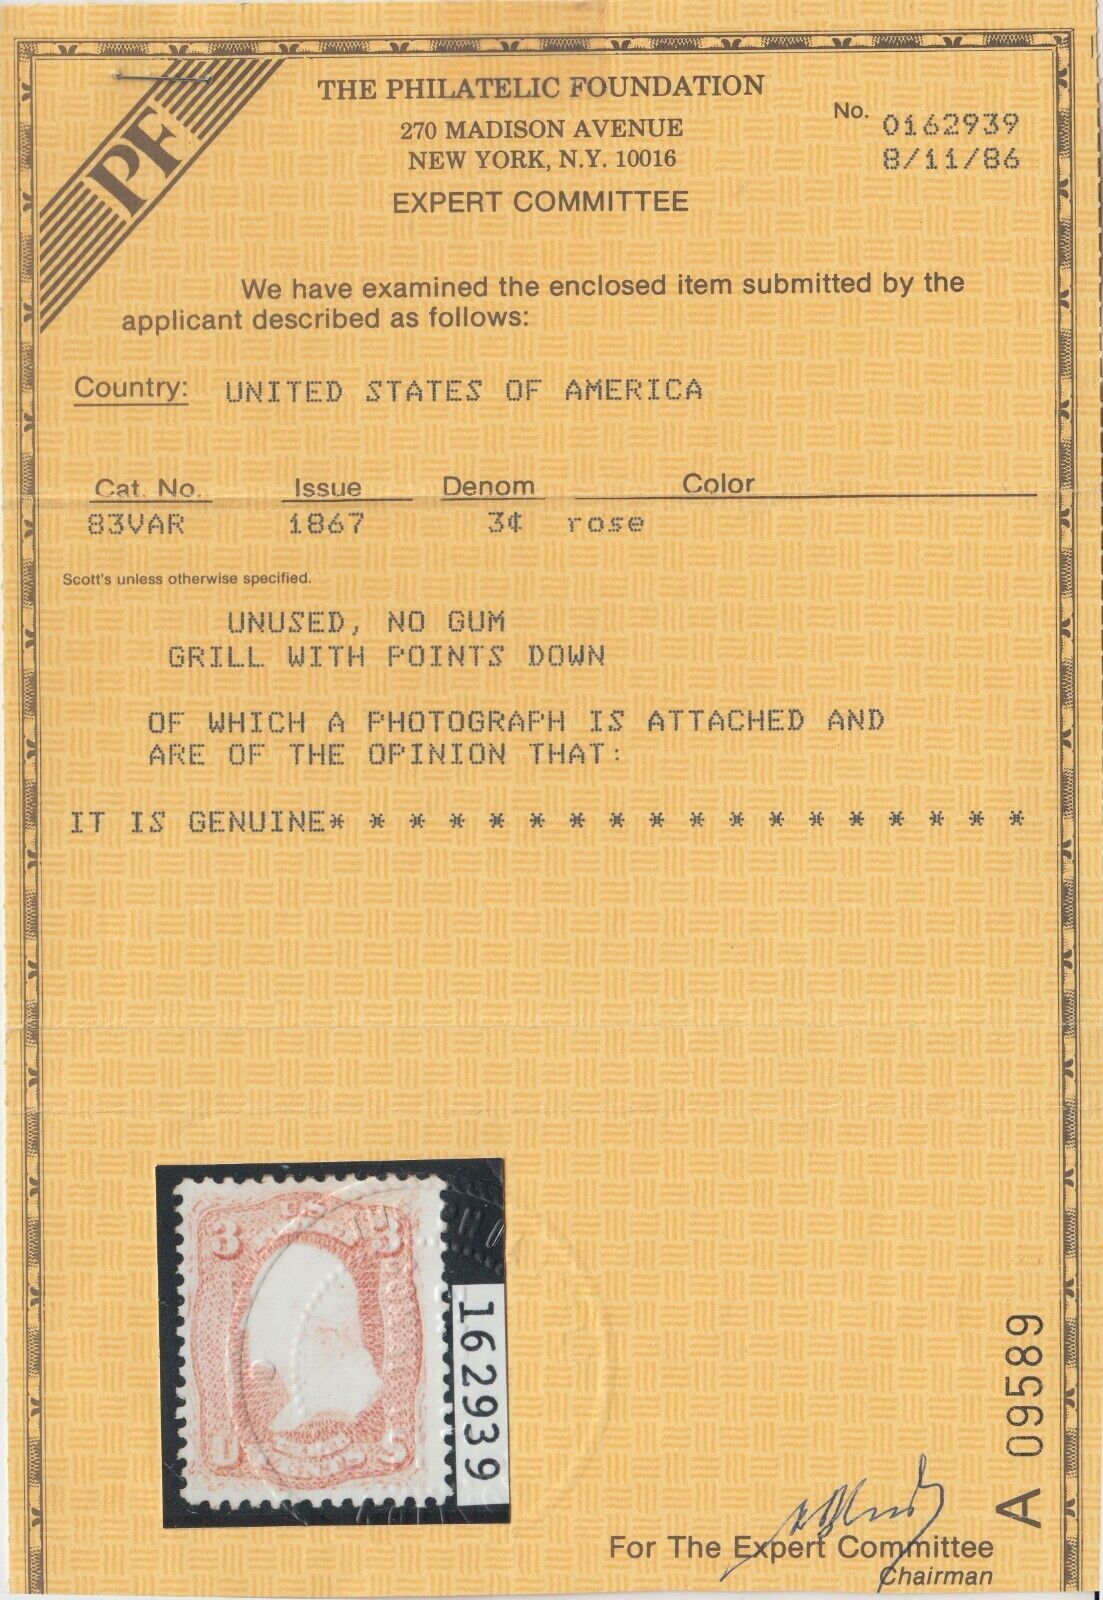 PF
THE PHILATELIC FOUNDATION
270 MADISON AVENUE
NEW YORK, N.Y. 10016
EXPERT COMMITTEE
No. 0162939
8/11/86
We have examined the enclosed item submitted by the
applicant described as follows:
Country: UNITED STATES OF AMERICA
Cat. No. Issue Denom Color
83VAR 1867 3¢ rose
Scott's unless otherwise specified.
UNUSED, NO GUM
GRILL WITH POINTS DOWN
OF WHICH A PHOTOGRAPH IS ATTACHED AND
ARE OF THE OPINION THAT:
IT IS GENUINE* * * * * * * * * * * * * * * * * *
3 3
U S
162939
A 09589
For The Expert Committee
Chairman